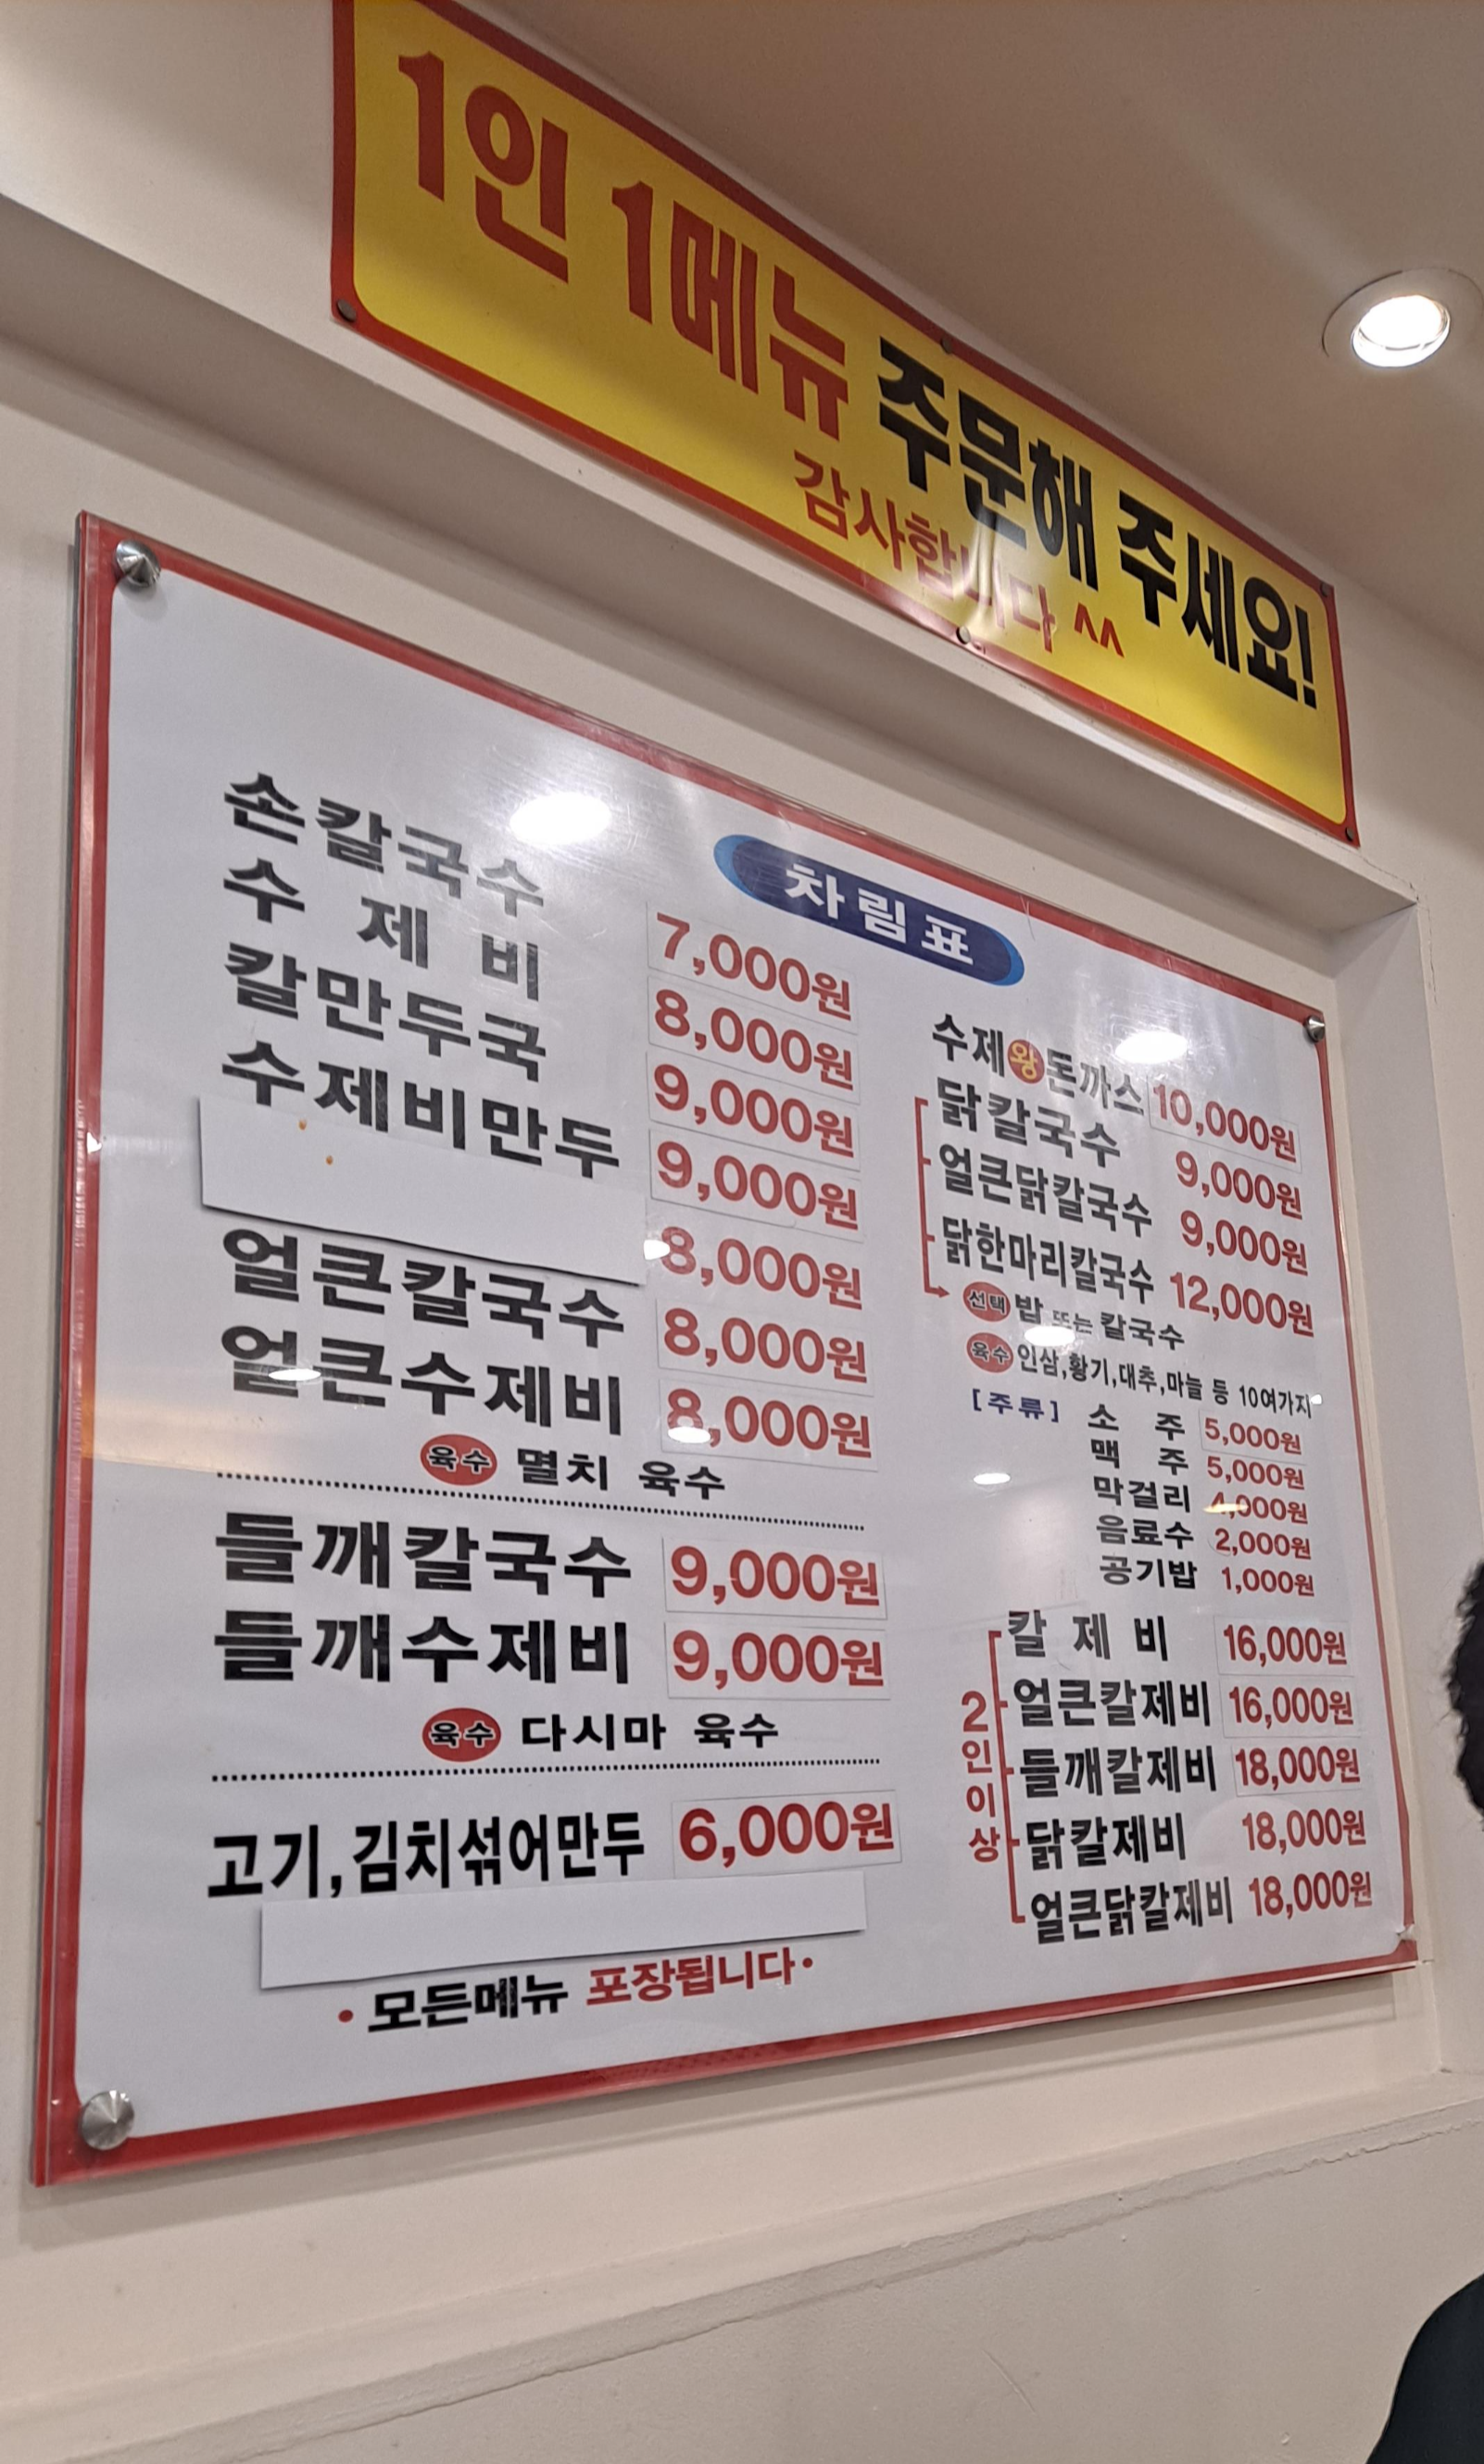 1인 1메뉴 주문해 주세요!
감사합니다 ^^
차림표
손칼국수 7,000원
수 제 비 8,000원
칼만두국 9,000원
수제비만두 9,000원
8,000원
얼큰칼국수 8,000원
얼큰수제비 8,000원
육수 멸치 육수
들깨칼국수 9,000원
들깨수제비 9,000원
육수 다시마 육수
고기,김치섞어만두 6,000원
• 모든메뉴 포장됩니다 •
수제왕돈까스 10,000원
닭칼국수 9,000원
얼큰닭칼국수 9,000원
닭한마리칼국수 12,000원
선택 밥 또는 칼국수
육수 인삼,황기,대추,마늘 등 10여가지
[주류] 소 주 5,000원
맥 주 5,000원
막걸리 4,000원
음료수 2,000원
공기밥 1,000원
2인이상
칼 제 비 16,000원
얼큰칼제비 16,000원
들깨칼제비 18,000원
닭칼제비 18,000원
얼큰닭칼제비 18,000원